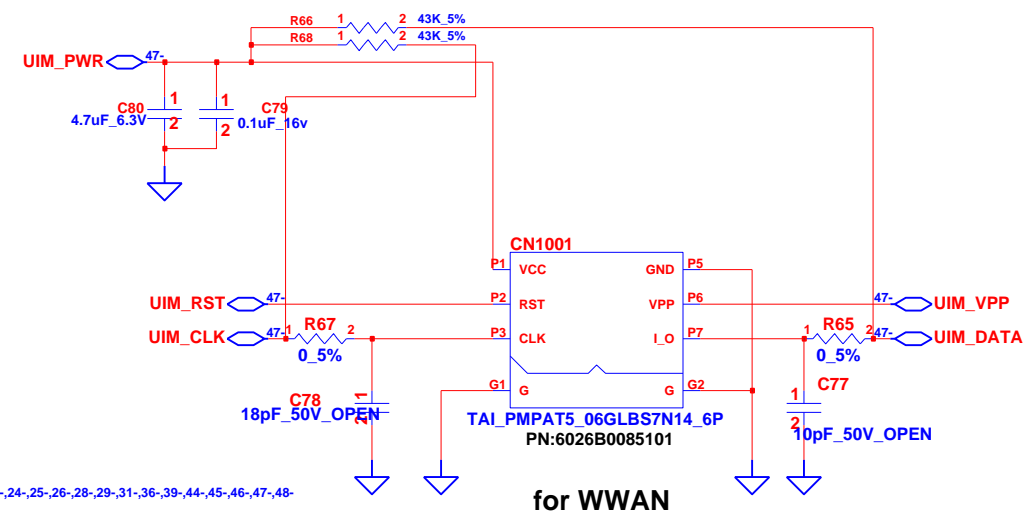 R66 1 2 43K_5%
R68 1 2 43K_5%
UIM_PWR 47-
C80 1 2 4.7uF_6.3V
1 2 C79 0.1uF_16v
CN1001
P1 VCC GND P5
UIM_RST 47- P2 RST VPP P6 47- UIM_VPP
UIM_CLK 47- 1 R67 2 0_5% P3 CLK I_O P7 1 R65 2 0_5% 47- UIM_DATA
G1 G G G2
C78 1 2 18pF_50V_OPEN
C77 1 2 10pF_50V_OPEN
TAI_PMPAT5_06GLBS7N14_6P
PN:6026B0085101
-,24-,25-,26-,28-,29-,31-,36-,39-,44-,45-,46-,47-,48-
for WWAN